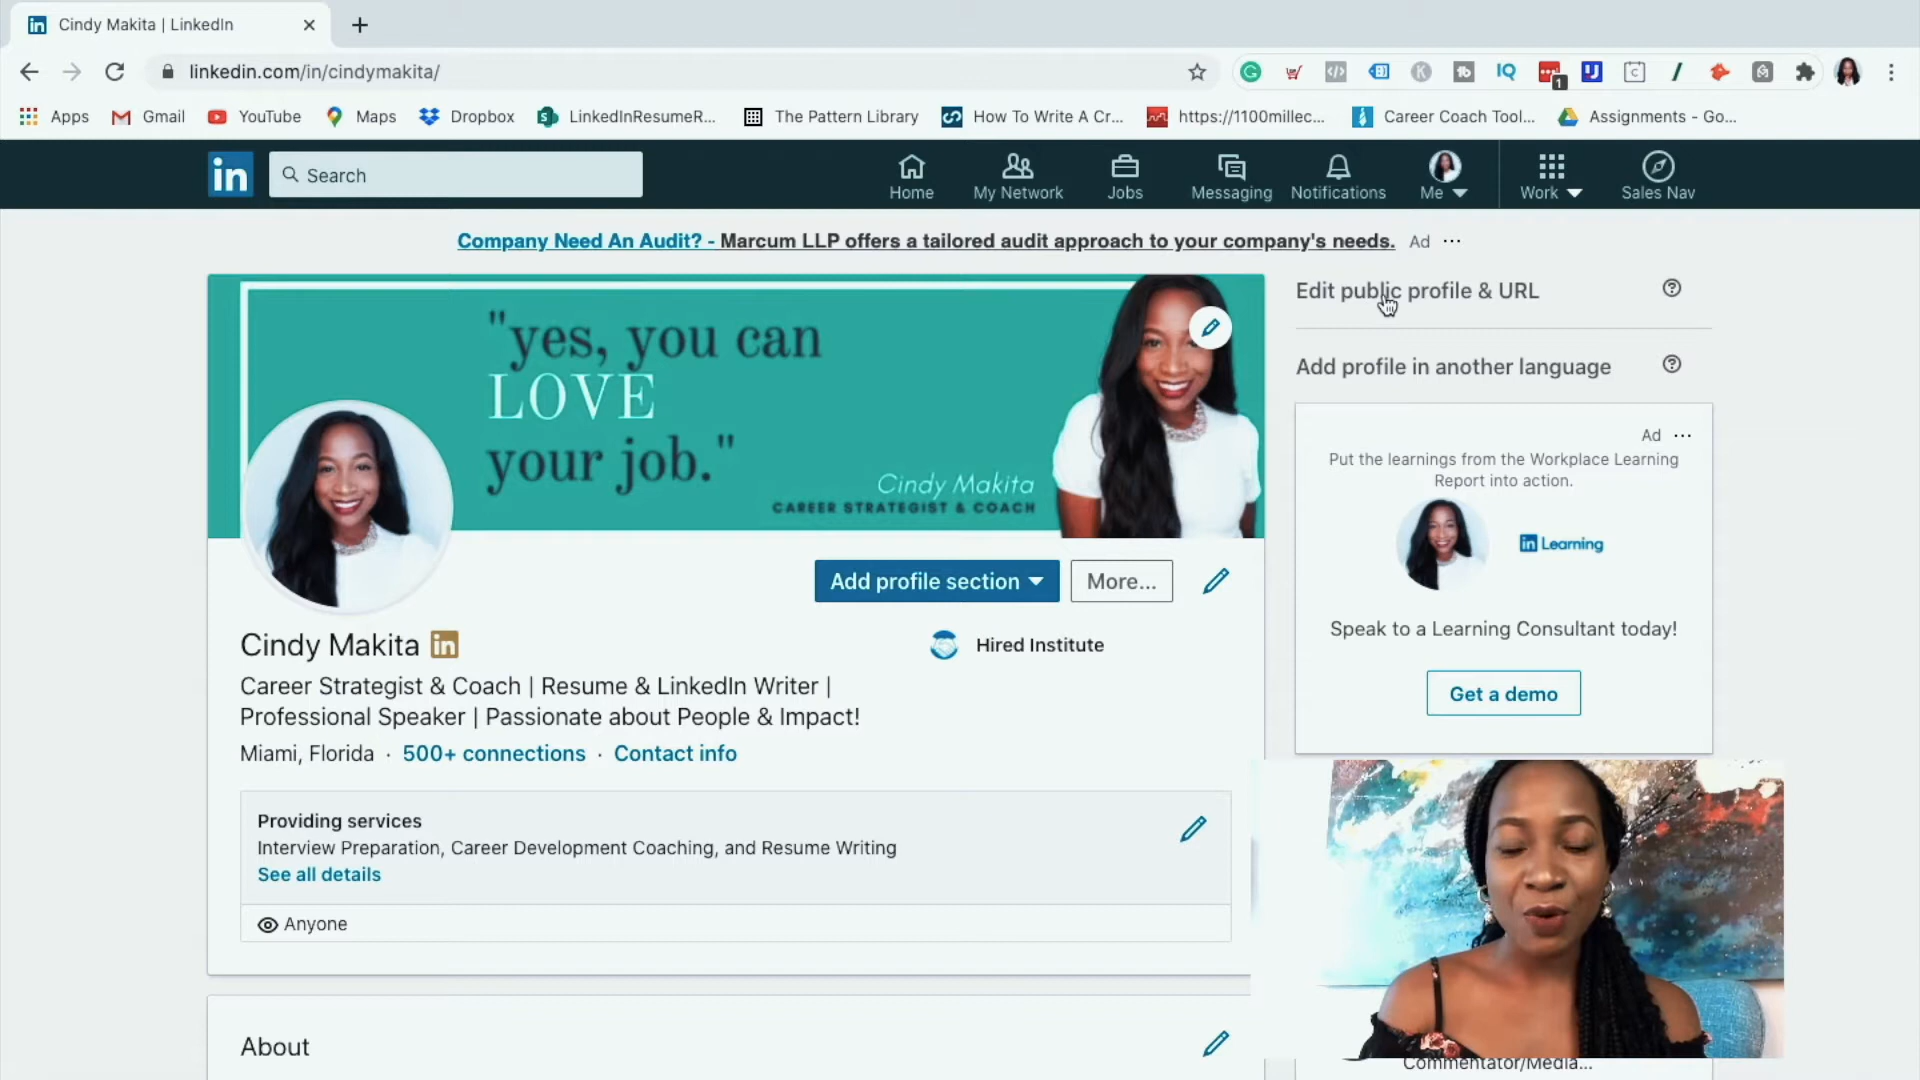 Cindy Makita | LinkedIn
linkedin.com/in/cindymakita/
1
Apps
Gmail
YouTube
Maps
Dropbox
LinkedInResumeR...
The Pattern Library
How To Write A Cr...
https://1100millec...
Career Coach Tool...
Assignments - Go...
in
Search
Home
My Network
Jobs
Messaging
Notifications
Me
Work
Sales Nav
Company Need An Audit? - Marcum LLP offers a tailored audit approach to your company's needs.
Ad
"yes, you can
LOVE
your job."
Cindy Makita
CAREER STRATEGIST & COACH
Edit public profile & URL
Add profile in another language
Ad
Put the learnings from the Workplace Learning
Report into action.
in Learning
Speak to a Learning Consultant today!
Get a demo
Add profile section
More...
Cindy Makita in
Hired Institute
Career Strategist & Coach | Resume & LinkedIn Writer |
Professional Speaker | Passionate about People & Impact!
Miami, Florida · 500+ connections · Contact info
Providing services
Interview Preparation, Career Development Coaching, and Resume Writing
See all details
Anyone
About
Commentator/Media...